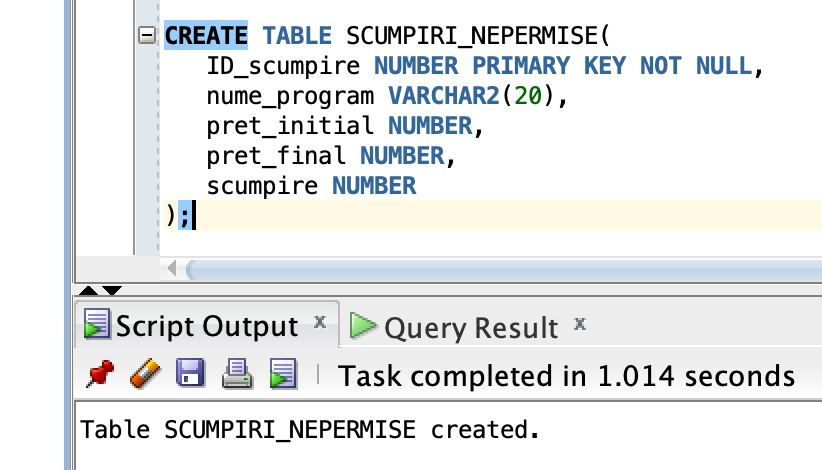 CREATE TABLE SCUMPIRI_NEPERMISE(
ID_scumpire NUMBER PRIMARY KEY NOT NULL,
nume_program VARCHAR2(20),
pret_initial NUMBER,
pret_final NUMBER,
scumpire NUMBER
);
Script Output x Query Result x
Task completed in 1.014 seconds
Table SCUMPIRI_NEPERMISE created.